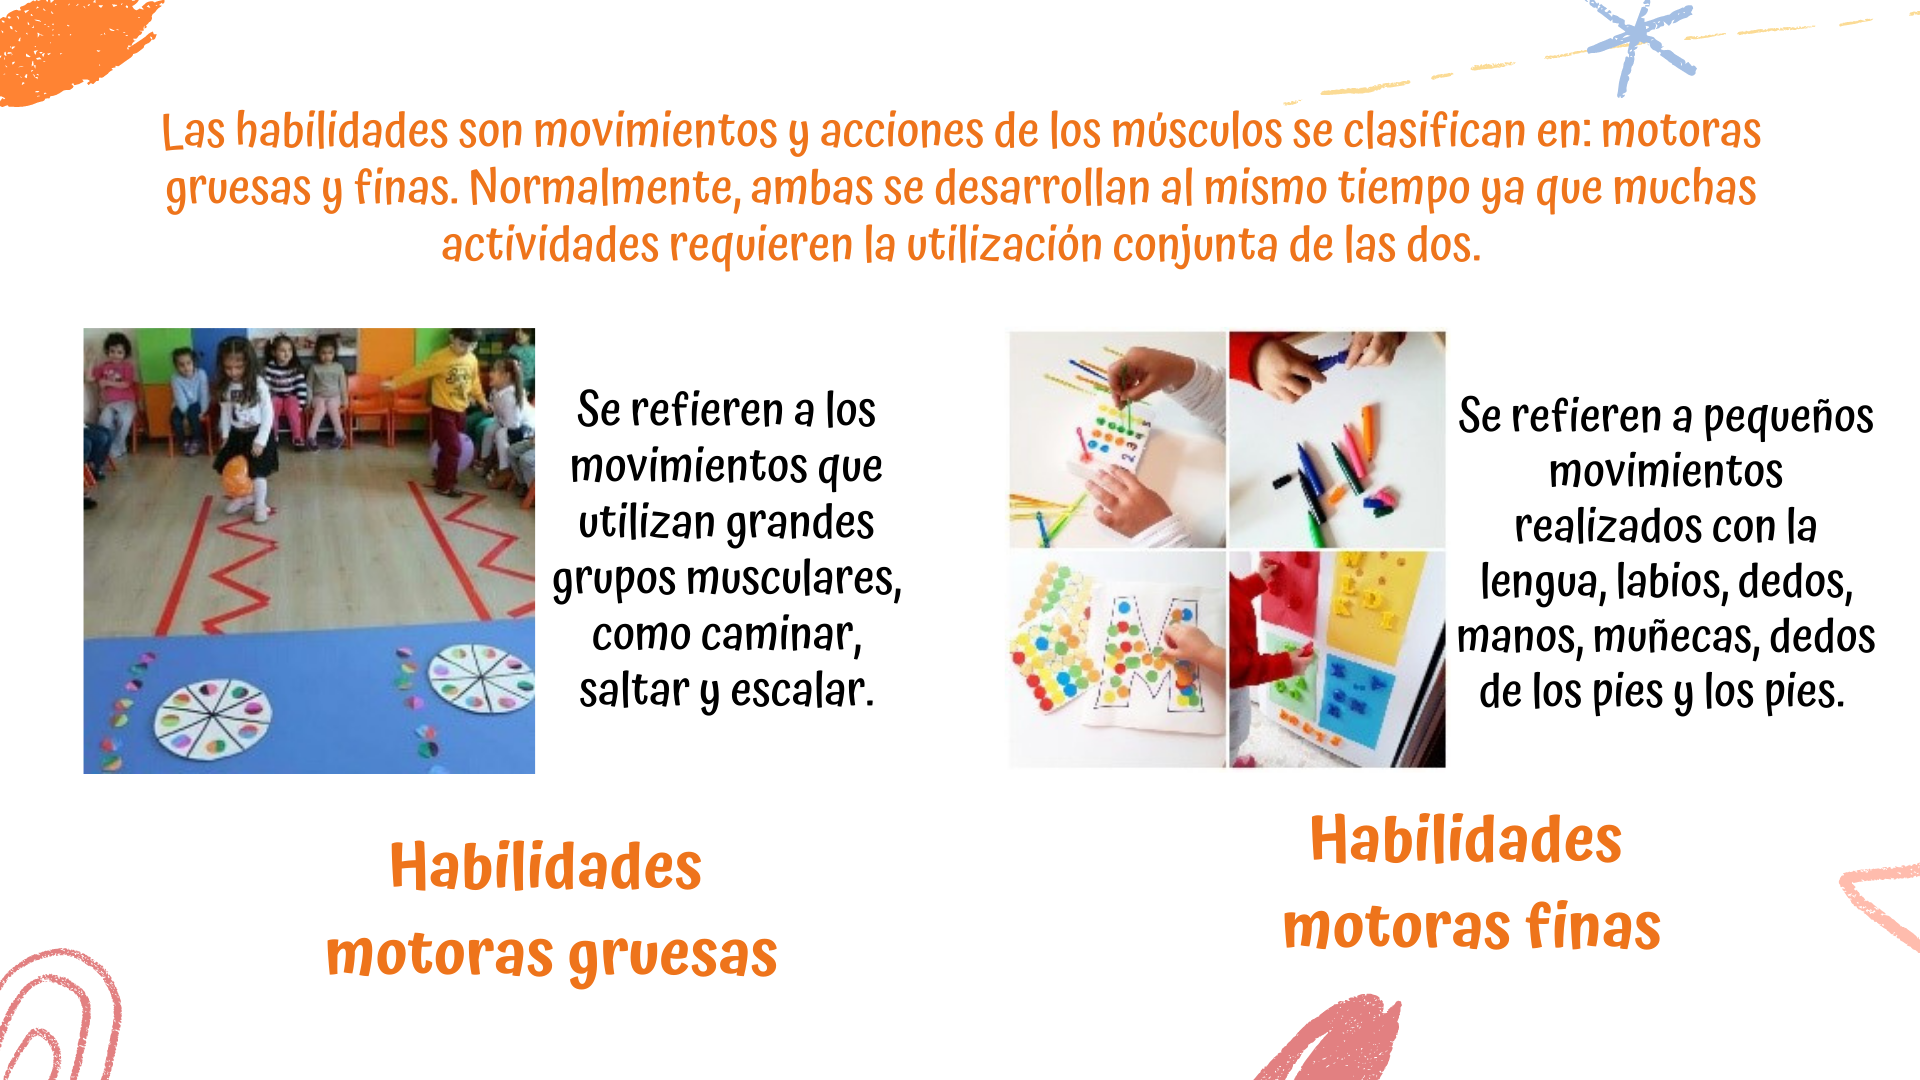 Las habilidades son movimientos y acciones de los músculos se clasifican en: motoras
gruesas y finas. Normalmente, ambas se desarrollan al mismo tiempo ya que muchas
actividades requieren la utilización conjunta de las dos.
Se refieren a los
movimientos que
utilizan grandes
grupos musculares,
como caminar,
saltar y escalar.
Habilidades
motoras gruesas
Se refieren a pequeños
movimientos
realizados con la
lengua, labios, dedos,
manos, muñecas, dedos
de los pies y los pies.
Habilidades
motoras finas